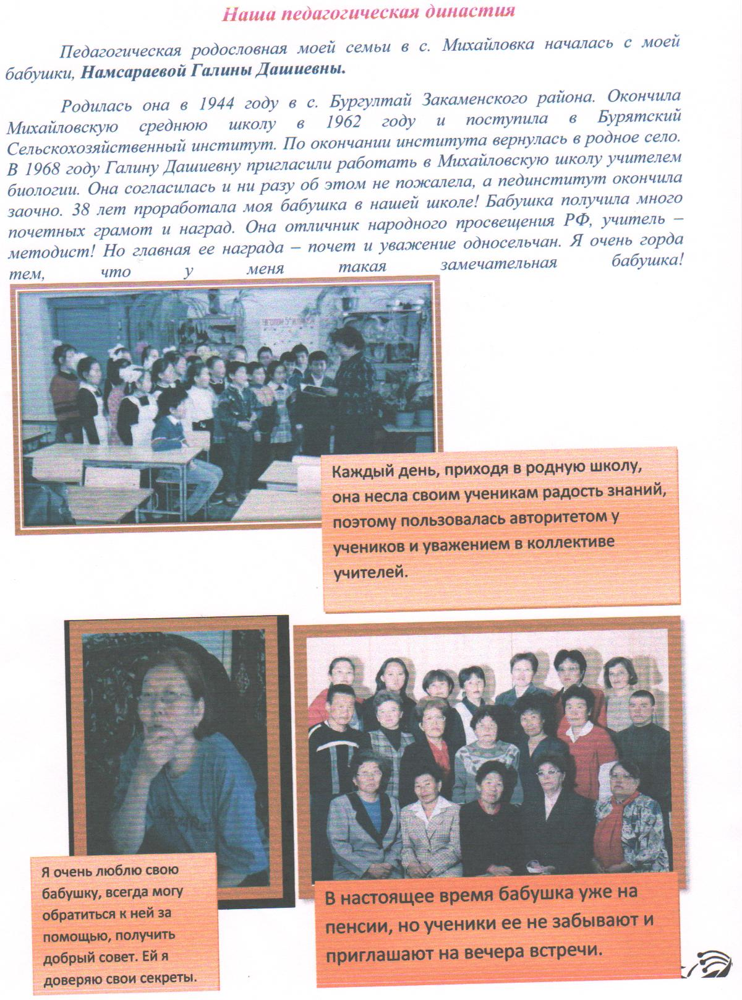 Наша педагогическая династия
Педагогическая родословная моей семьи в с. Михайловка началась с моей
бабушки, Намсараевой Галины Дашиевны.
Родилась она в 1944 году в с. Бургултай Закаменского района. Окончила
Михайловскую среднюю школу в 1962 году и поступила в Бурятский
Сельскохозяйственный институт. По окончании института вернулась в родное село.
В 1968 году Галину Дашиевну пригласили работать в Михайловскую школу учителем
биологии. Она согласилась и ни разу об этом не пожалела, а пединститут окончила
заочно. 38 лет проработала моя бабушка в нашей школе! Бабушка получила много
почетных грамот и наград. Она отличник народного просвещения РФ, учитель –
методист! Но главная ее награда – почет и уважение односельчан. Я очень горда
тем, что у меня такая замечательная бабушка!
Каждый день, приходя в родную школу,
она несла своим ученикам радость знаний,
поэтому пользовалась авторитетом у
учеников и уважением в коллективе
учителей.
Я очень люблю свою
бабушку, всегда могу
обратиться к ней за
помощью, получить
добрый совет. Ей я
доверяю свои секреты.
В настоящее время бабушка уже на
пенсии, но ученики ее не забывают и
приглашают на вечера встречи.